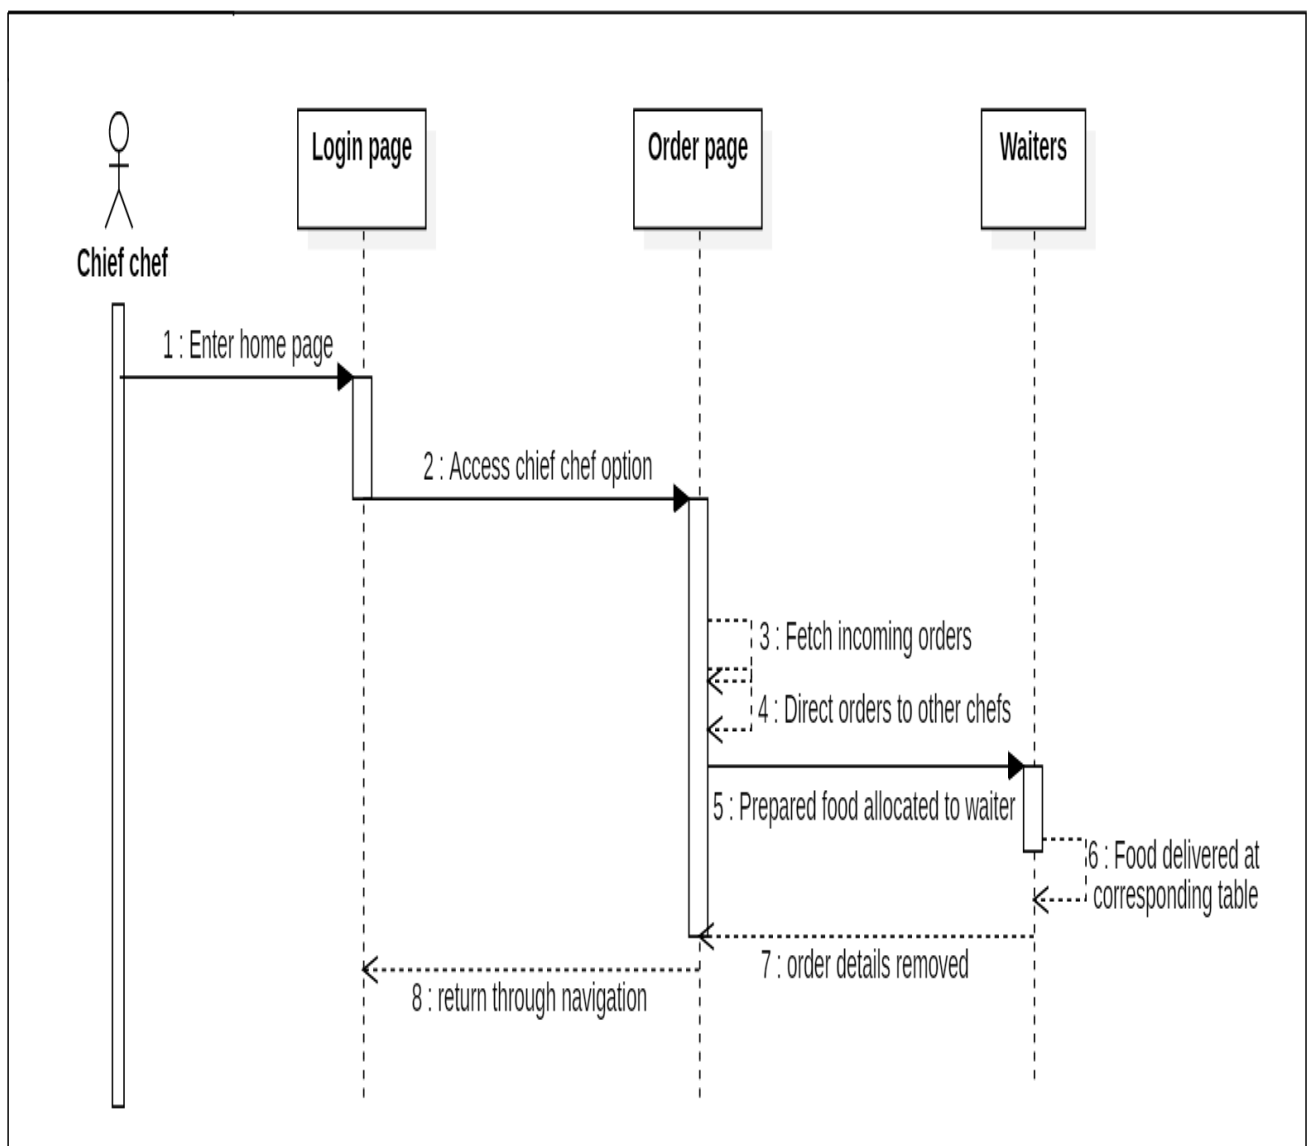 Login page
Order page
Waiters
Chief chef
1 : Enter home page
2 : Access chief chef option
3 : Fetch incoming orders
4 : Direct orders to other chefs
5 : Prepared food allocated to waiter
6 : Food delivered at
corresponding table
7 : order details removed
8 : return through navigation